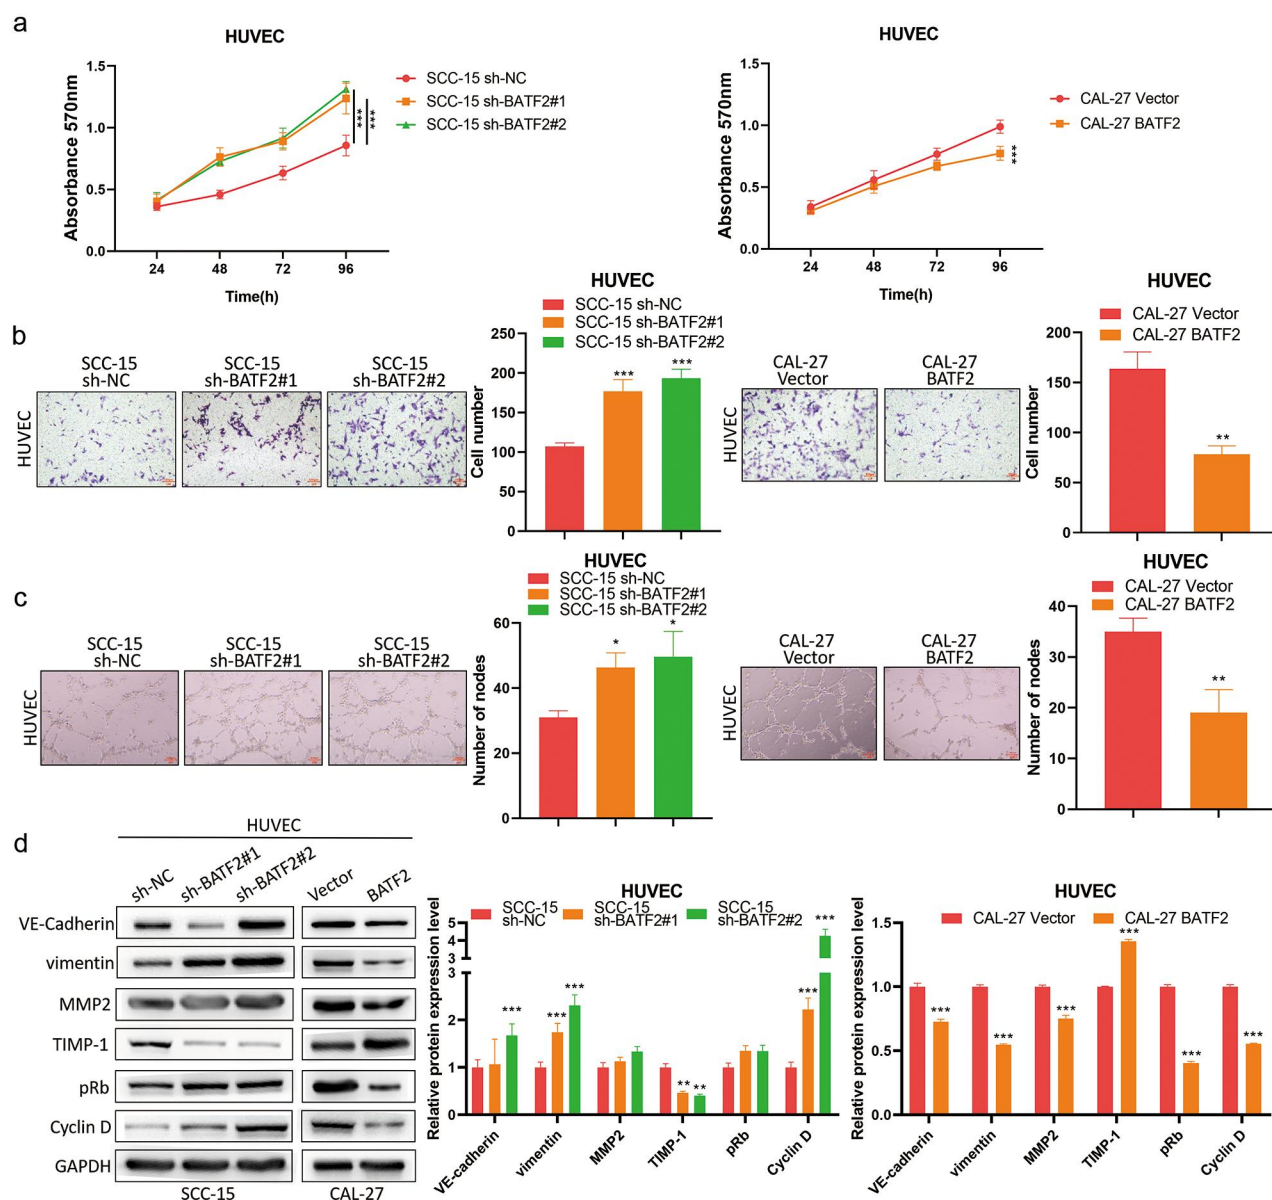 a
HUVEC
Absorbance 570nm
1.5
1.0
0.5
0.0
24 48 72 96
Time(h)
SCC-15 sh-NC
SCC-15 sh-BATF2#1
SCC-15 sh-BATF2#2
***
***
HUVEC
Absorbance 570nm
1.5
1.0
0.5
0.0
24 48 72 96
Time(h)
CAL-27 Vector
CAL-27 BATF2
***
b
SCC-15
sh-NC
SCC-15
sh-BATF2#1
SCC-15
sh-BATF2#2
HUVEC
HUVEC
SCC-15 sh-NC
SCC-15 sh-BATF2#1
SCC-15 sh-BATF2#2
Cell number
250
200
150
100
50
0
***
***
CAL-27
Vector
CAL-27
BATF2
HUVEC
HUVEC
CAL-27 Vector
CAL-27 BATF2
Cell number
200
150
100
50
0
**
c
SCC-15
sh-NC
SCC-15
sh-BATF2#1
SCC-15
sh-BATF2#2
HUVEC
HUVEC
SCC-15 sh-NC
SCC-15 sh-BATF2#1
SCC-15 sh-BATF2#2
Number of nodes
60
40
20
0
*
*
CAL-27
Vector
CAL-27
BATF2
HUVEC
HUVEC
CAL-27 Vector
CAL-27 BATF2
Number of nodes
40
30
20
10
0
**
d
HUVEC
sh-NC
sh-BATF2#1
sh-BATF2#2
Vector
BATF2
VE-Cadherin
vimentin
MMP2
TIMP-1
pRb
Cyclin D
GAPDH
SCC-15
CAL-27
HUVEC
SCC-15
sh-NC
SCC-15
sh-BATF2#1
SCC-15
sh-BATF2#2
Relative protein expression level
5
4
3
3
2
1
0
***
***
***
**
**
***
***
VE-cadherin
vimentin
MMP2
TIMP-1
pRb
Cyclin D
HUVEC
CAL-27 Vector
CAL-27 BATF2
Relative protein expression level
1.5
1.0
0.5
0.0
***
***
***
***
***
***
VE-cadherin
vimentin
MMP2
TIMP-1
pRb
Cyclin D